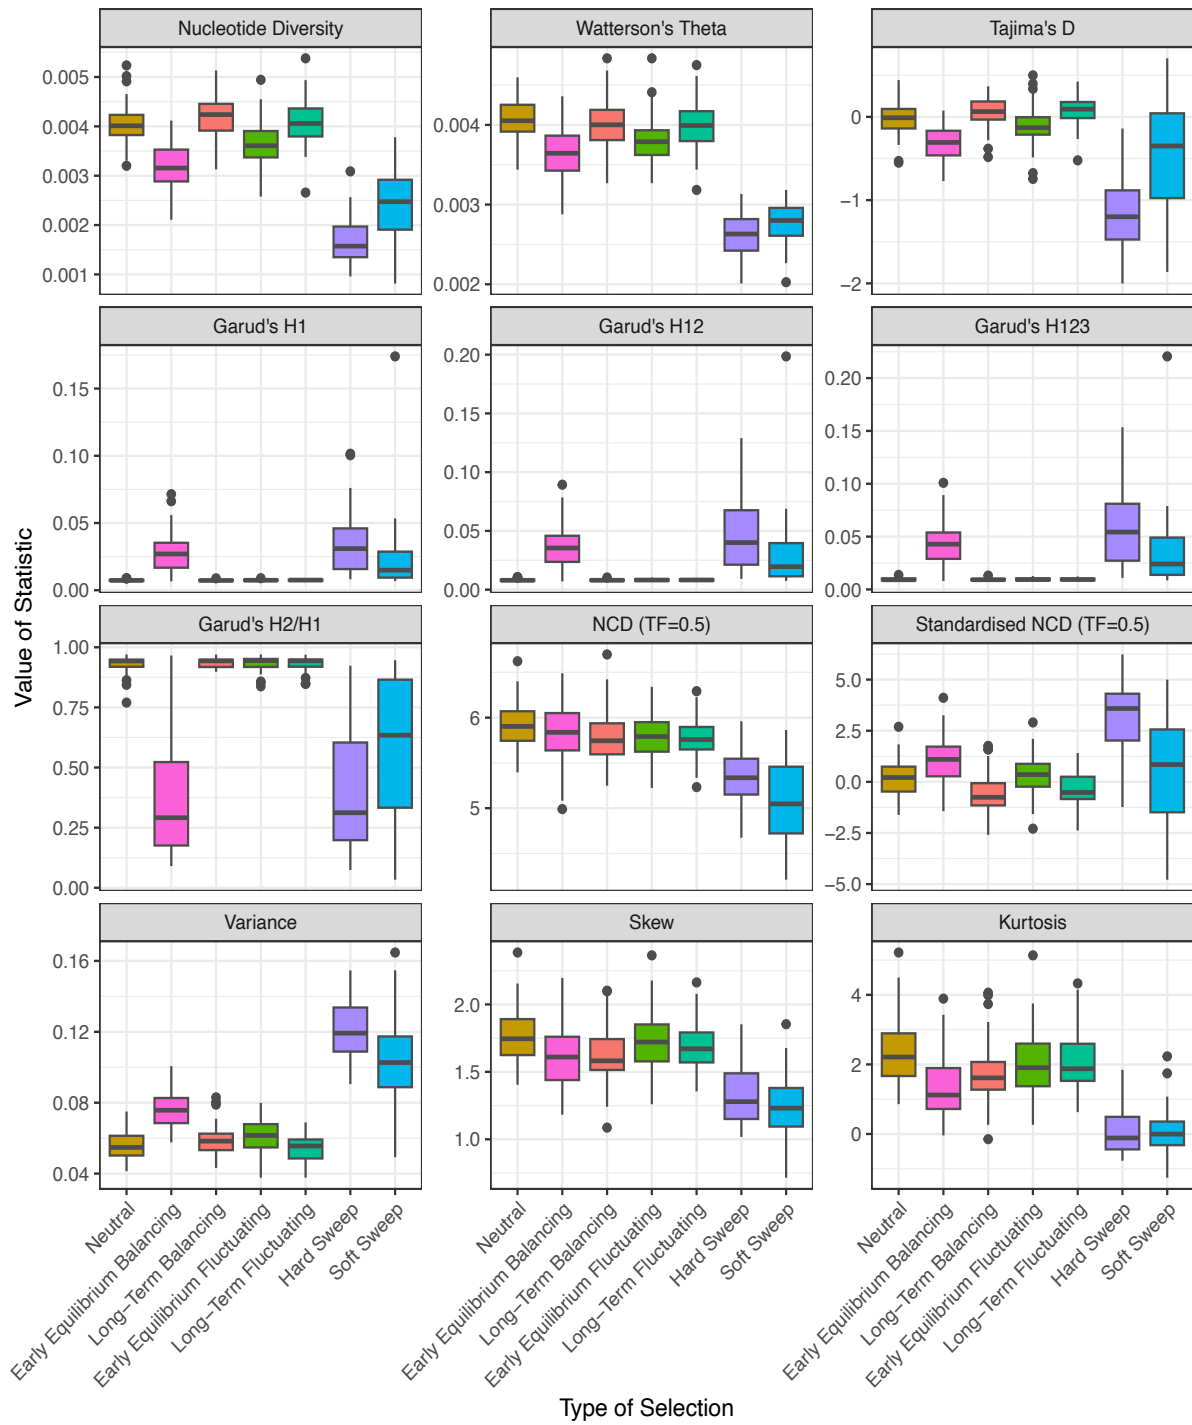 Nucleotide Diversity
Watterson's Theta
Tajima's D
0.005
0.004
0.003
0.002
0.001
0.004
0.003
0.002
0
−1
−2
Garud's H1
Garud's H12
Garud's H123
0.15
0.10
0.05
0.00
0.20
0.15
0.10
0.05
0.00
0.20
0.15
0.10
0.05
0.00
Value of Statistic
Garud's H2/H1
NCD (TF=0.5)
Standardised NCD (TF=0.5)
1.00
0.75
0.50
0.25
0.00
6
5
5.0
2.5
0.0
−2.5
−5.0
Variance
Skew
Kurtosis
0.16
0.12
0.08
0.04
2.0
1.5
1.0
4
2
0
Neutral
Early Equilibrium Balancing
Long−Term Balancing
Early Equilibrium Fluctuating
Long−Term Fluctuating
Hard Sweep
Soft Sweep
Neutral
Early Equilibrium Balancing
Long−Term Balancing
Early Equilibrium Fluctuating
Long−Term Fluctuating
Hard Sweep
Soft Sweep
Neutral
Early Equilibrium Balancing
Long−Term Balancing
Early Equilibrium Fluctuating
Long−Term Fluctuating
Hard Sweep
Soft Sweep
Type of Selection